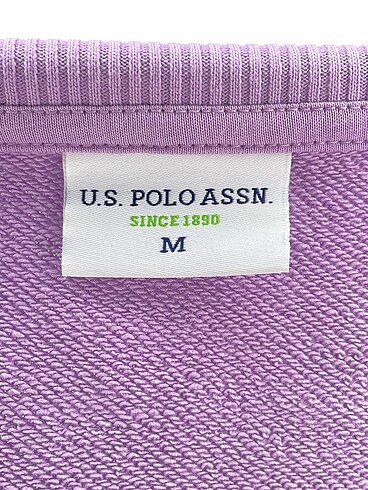 U.S. POLO ASSN.
SINCE 1890
M